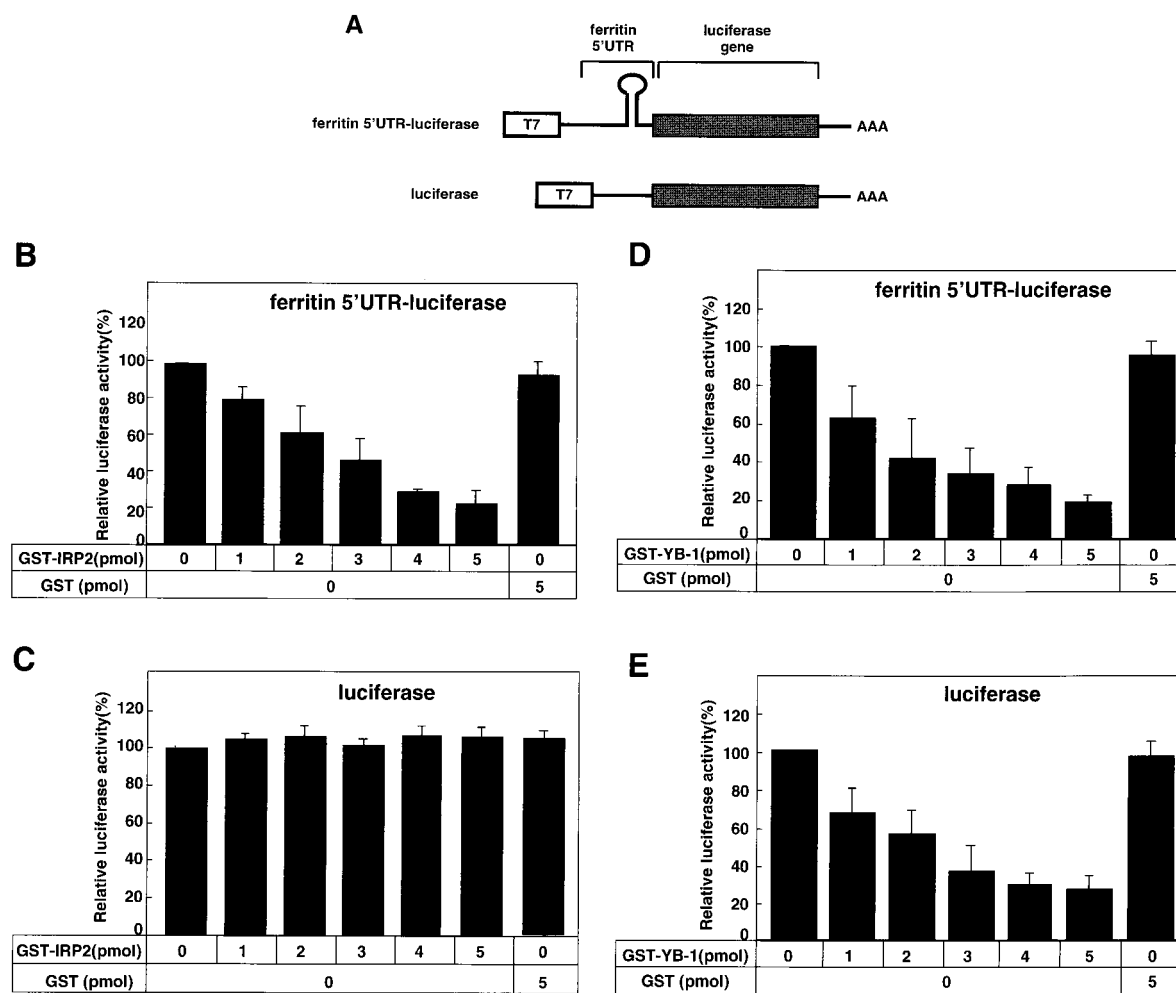 A
ferritin
5'UTR
luciferase
gene
ferritin 5'UTR-luciferase
T7
AAA
luciferase
T7
AAA
B
ferritin 5'UTR-luciferase
Relative luciferase activity(%)
120
100
80
60
40
20
0
GST-IRP2(pmol) 0 1 2 3 4 5 0
GST (pmol) 0 5
D
ferritin 5'UTR-luciferase
Relative luciferase activity(%)
120
100
80
60
40
20
0
GST-YB-1(pmol) 0 1 2 3 4 5 0
GST (pmol) 0 5
C
luciferase
Relative luciferase activity(%)
120
100
80
60
40
20
0
GST-IRP2(pmol) 0 1 2 3 4 5 0
GST (pmol) 0 5
E
luciferase
Relative luciferase activity(%)
120
100
80
60
40
20
0
GST-YB-1(pmol) 0 1 2 3 4 5 0
GST (pmol) 0 5